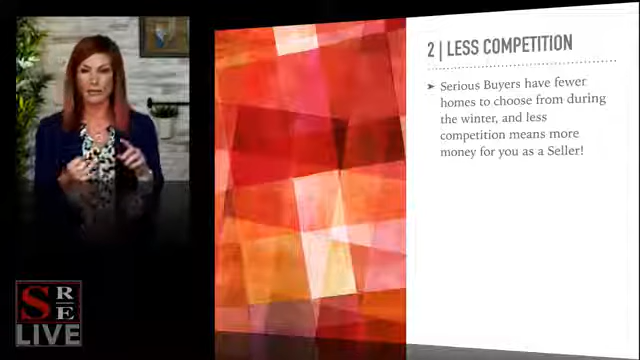 2 | LESS COMPETITION
➤ Serious Buyers have fewer
homes to choose from during
the winter, and less
competition means more
money for you as a Seller!
SRE
LIVE